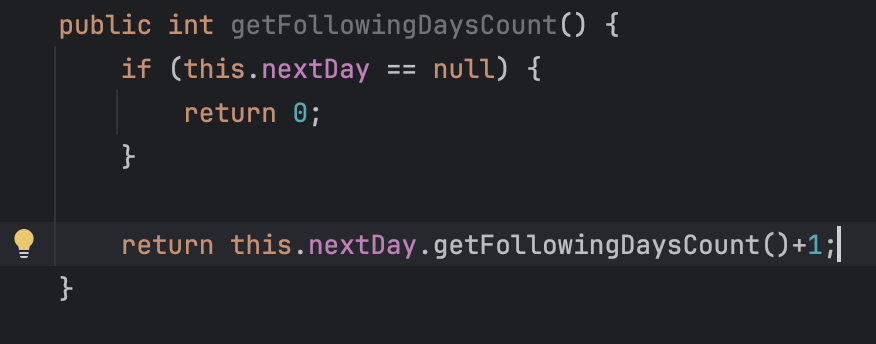 public int getFollowingDaysCount() {
    if (this.nextDay == null) {
        return 0;
    }
    return this.nextDay.getFollowingDaysCount()+1;
}